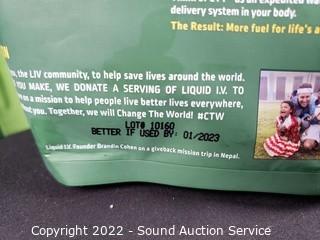 delivery system in your body.
The Result: More fuel for life's a
TW
, the LIV community, to help save lives around the world.
YOU MAKE, WE DONATE A SERVING OF LIQUID I.V. TO
on a mission to help people live better lives everywhere,
out you. Together, we will Change The World! #CTW
LOT# 10160
BETTER IF USED BY: 01/2023
Liquid I.V. Founder Brandin Cohen on a giveback mission trip in Nepal.
Copyright 2022 - Sound Auction Service